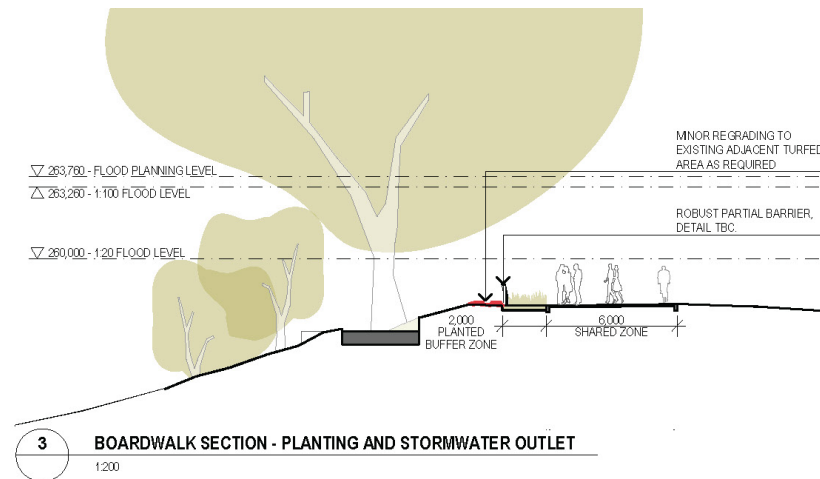 MINOR REGRADING TO
EXISTING ADJACENT TURFED
AREA AS REQUIRED
263,760 - FLOOD PLANNING LEVEL
263,260 - 1:100 FLOOD LEVEL
ROBUST PARTIAL BARRIER,
DETAIL TBC.
260,000 - 1:20 FLOOD LEVEL
2,000
PLANTED
BUFFER ZONE
6,000
SHARED ZONE
3
BOARDWALK SECTION - PLANTING AND STORMWATER OUTLET
1:200